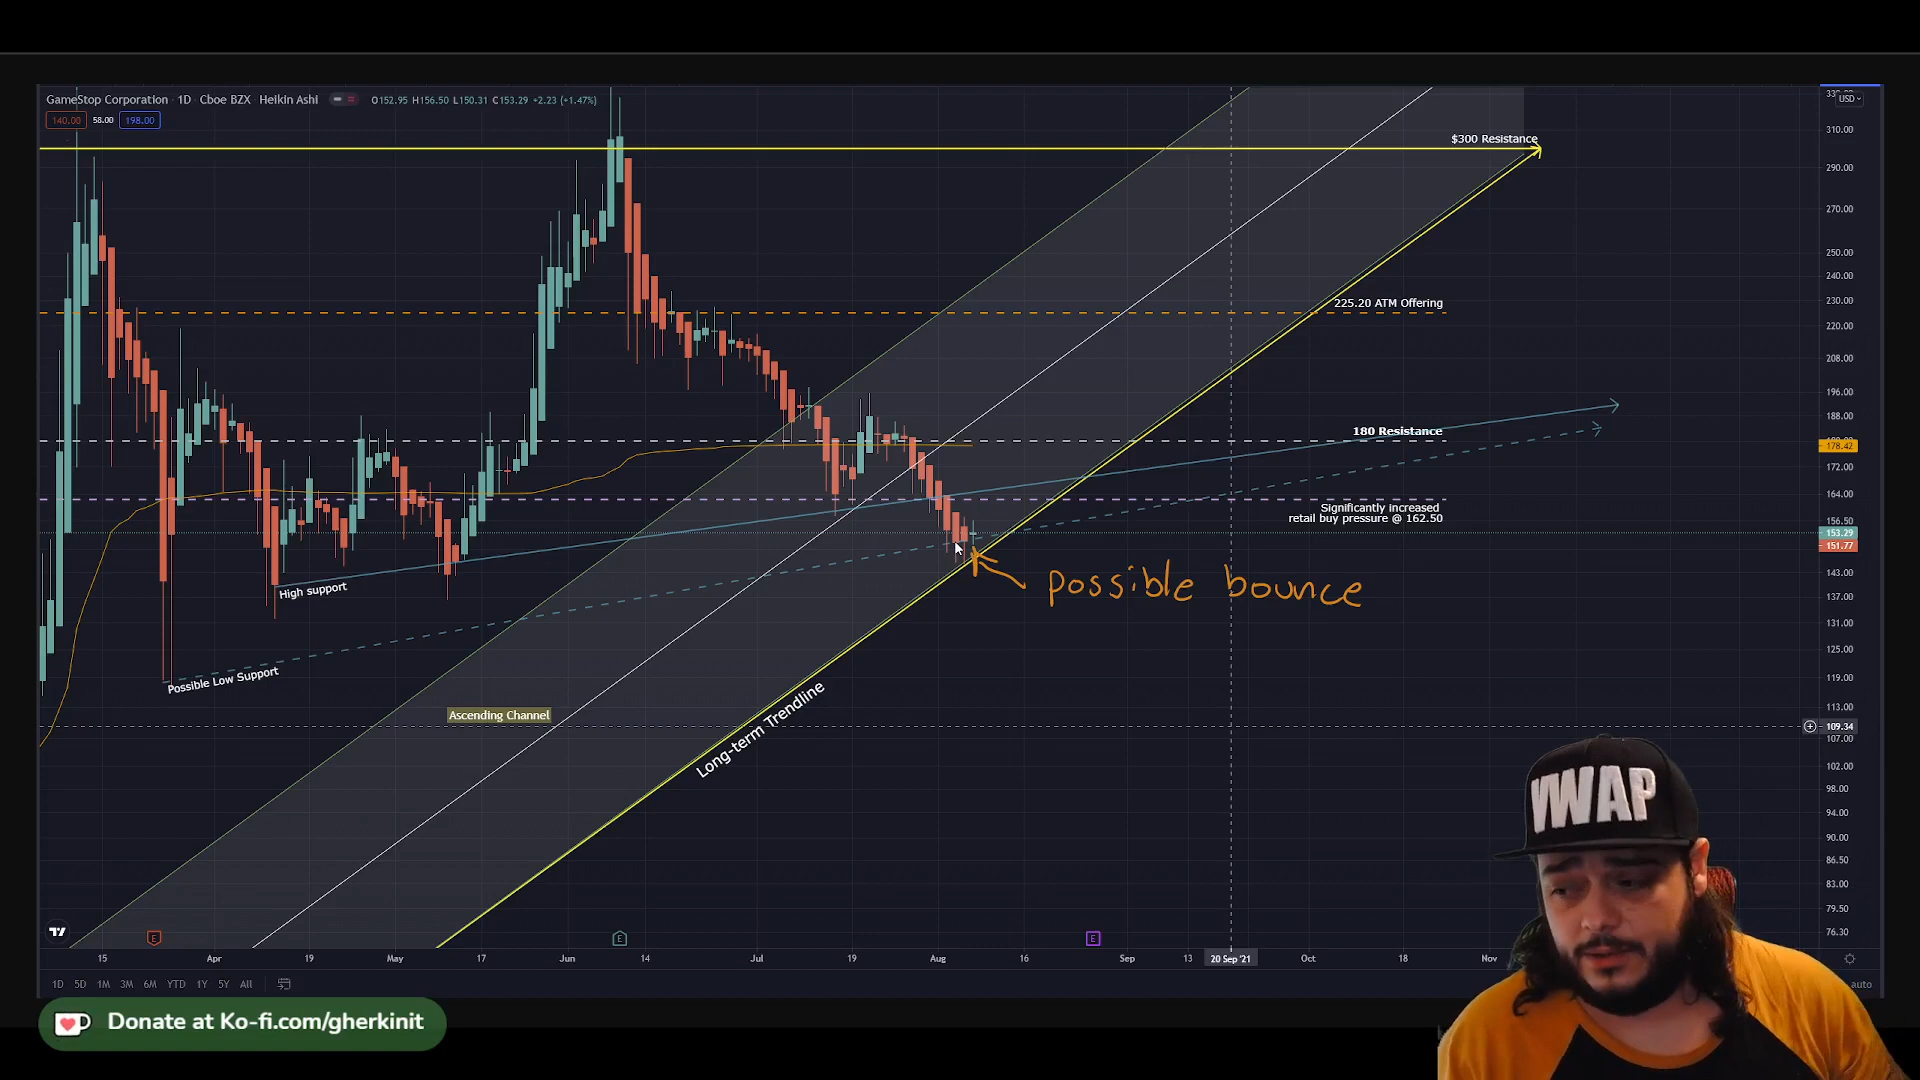 GameStop Corporation · 1D · Cboe BZX · Heikin Ashi
O152.95 H156.50 L150.31 C153.29 +2.23 (+1.47%)
140.00 58.00 198.00
USD
310.00
$300 Resistance
290.00
270.00
250.00
240.00
225.20 ATM Offering
230.00
220.00
208.00
196.00
188.00
180 Resistance
178.42
172.00
164.00
Significantly increased
retail buy pressure @ 162.50
156.50
153.29
151.77
143.00
possible bounce
High support
137.00
131.00
125.00
Possible Low Support
119.00
Long-term Trendline
Ascending Channel
113.00
109.34
107.00
102.00
98.00
VWAP
94.00
90.00
86.50
83.00
79.50
76.30
E E E
15 Apr 19 May 17 Jun 14 Jul 19 Aug 16 Sep 13 20 Sep '21 Oct 18 Nov
1D 5D 1M 3M 6M YTD 1Y 5Y All
auto
Donate at Ko-fi.com/gherkinit